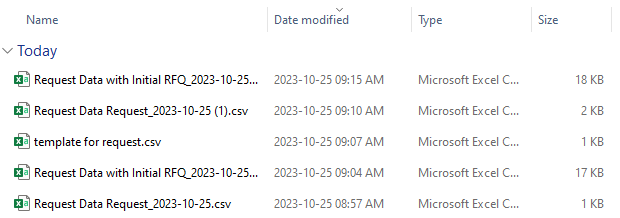 Name Date modified Type Size
Today
Request Data with Initial RFQ_2023-10-25... 2023-10-25 09:15 AM Microsoft Excel C... 18 KB
Request Data Request_2023-10-25 (1).csv 2023-10-25 09:10 AM Microsoft Excel C... 2 KB
template for request.csv 2023-10-25 09:07 AM Microsoft Excel C... 1 KB
Request Data with Initial RFQ_2023-10-25... 2023-10-25 09:04 AM Microsoft Excel C... 17 KB
Request Data Request_2023-10-25.csv 2023-10-25 08:57 AM Microsoft Excel C... 1 KB